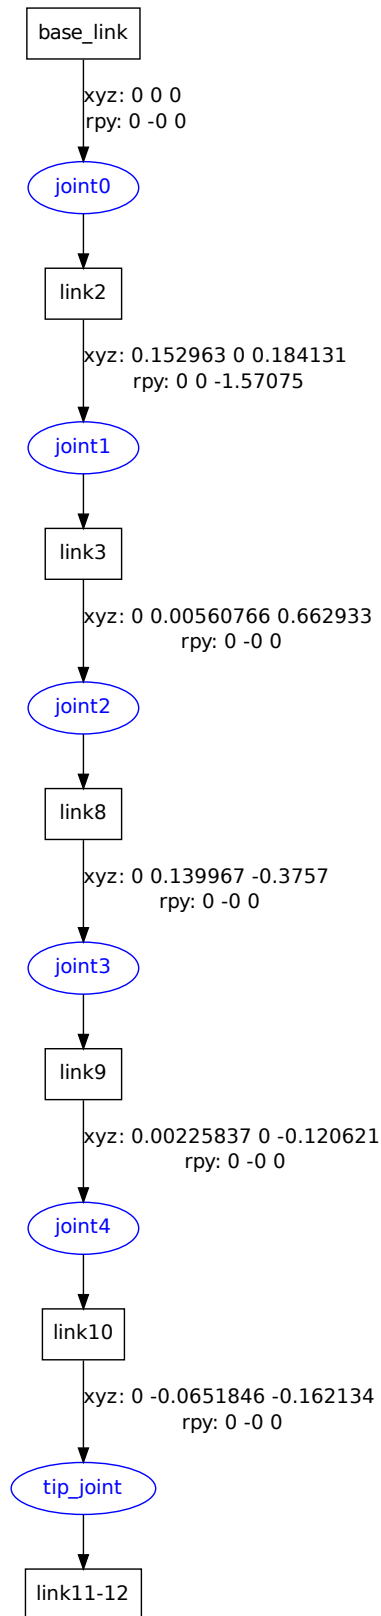 base_link
xyz: 0 0 0
rpy: 0 -0 0
joint0
link2
xyz: 0.152963 0 0.184131
rpy: 0 0 -1.57075
joint1
link3
xyz: 0 0.00560766 0.662933
rpy: 0 -0 0
joint2
link8
xyz: 0 0.139967 -0.3757
rpy: 0 -0 0
joint3
link9
xyz: 0.00225837 0 -0.120621
rpy: 0 -0 0
joint4
link10
xyz: 0 -0.0651846 -0.162134
rpy: 0 -0 0
tip_joint
link11-12